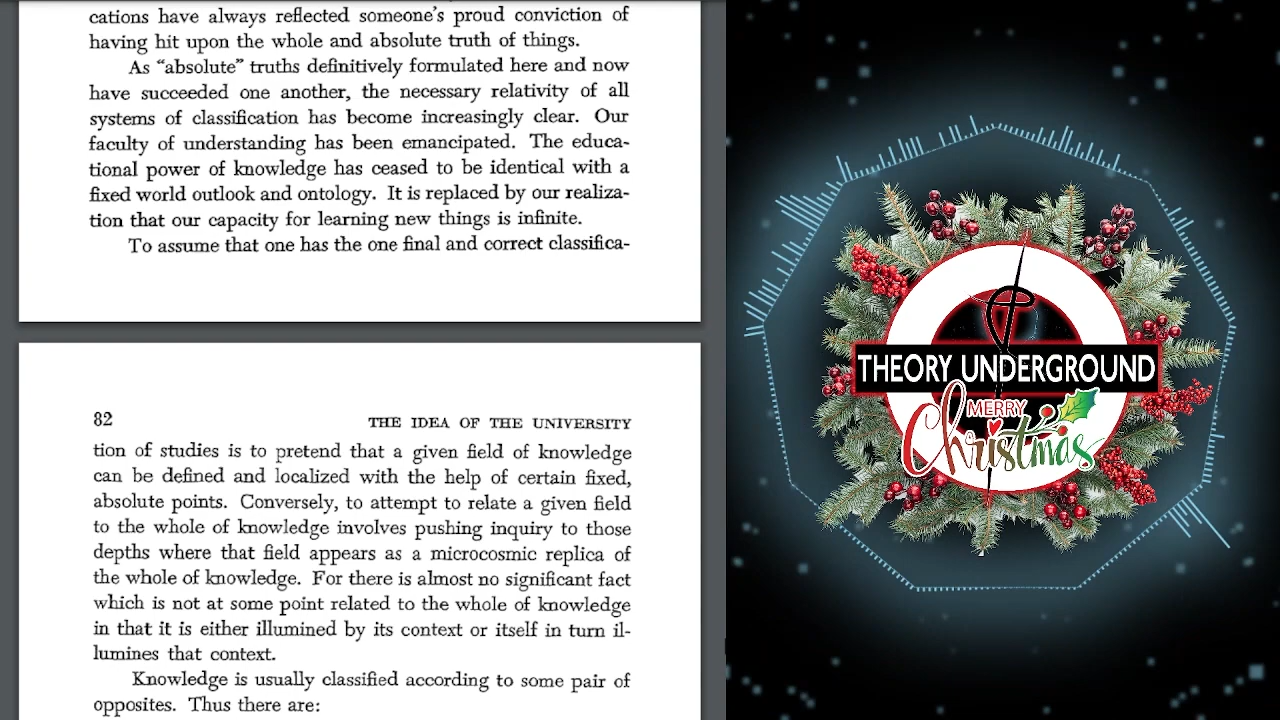 cations have always reflected someone's proud conviction of
having hit upon the whole and absolute truth of things.
As “absolute” truths definitively formulated here and now
have succeeded one another, the necessary relativity of all
systems of classification has become increasingly clear. Our
faculty of understanding has been emancipated. The educa-
tional power of knowledge has ceased to be identical with a
fixed world outlook and ontology. It is replaced by our realiza-
tion that our capacity for learning new things is infinite.
To assume that one has the one final and correct classifica-
82 THE IDEA OF THE UNIVERSITY
tion of studies is to pretend that a given field of knowledge
can be defined and localized with the help of certain fixed,
absolute points. Conversely, to attempt to relate a given field
to the whole of knowledge involves pushing inquiry to those
depths where that field appears as a microcosmic replica of
the whole of knowledge. For there is almost no significant fact
which is not at some point related to the whole of knowledge
in that it is either illumined by its context or itself in turn il-
lumines that context.
Knowledge is usually classified according to some pair of
opposites. Thus there are:
THEORY UNDERGROUND
MERRY
Christmas